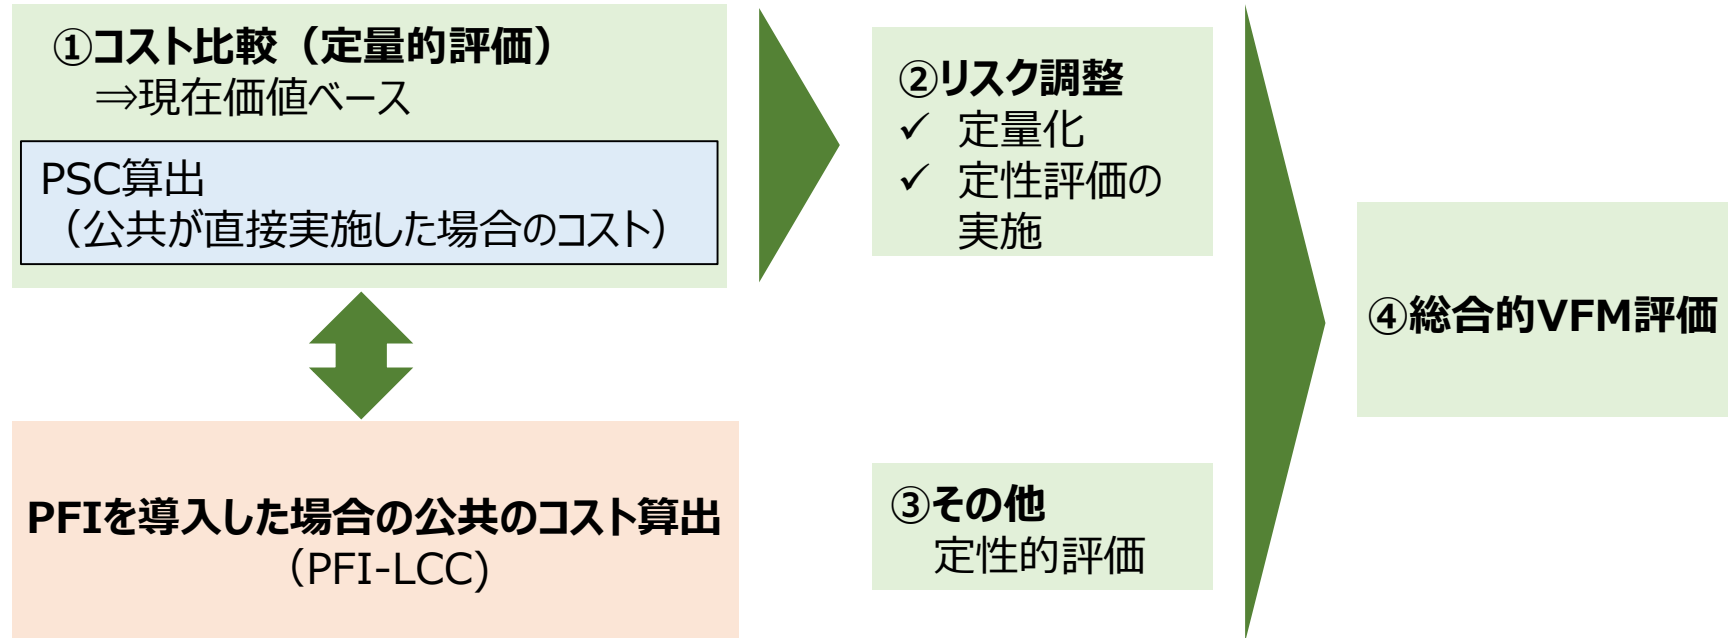 ①コスト比較（定量的評価）
⇒現在価値ベース
PSC算出
（公共が直接実施した場合のコスト）
PFIを導入した場合の公共のコスト算出
（PFI-LCC)
②リスク調整
✓ 定量化
✓ 定性評価の
実施
③その他
定性的評価
④総合的VFM評価